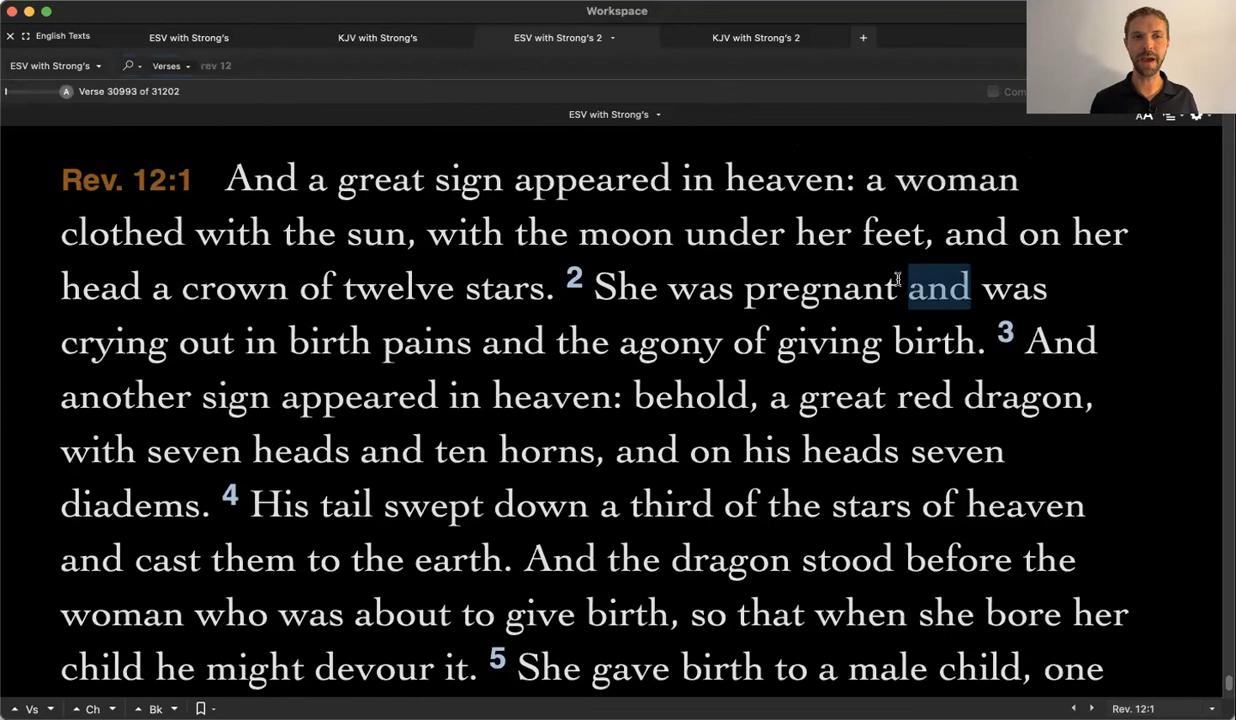 Workspace
English Texts
ESV with Strong's
KJV with Strong's
ESV with Strong's 2
KJV with Strong's 2
+
ESV with Strong's
Verses
rev 12
A
Verse 30993 of 31202
Com
ESV with Strong's
AA
Rev. 12:1 And a great sign appeared in heaven: a woman
clothed with the sun, with the moon under her feet, and on her
head a crown of twelve stars. 2 She was pregnant and was
crying out in birth pains and the agony of giving birth. 3 And
another sign appeared in heaven: behold, a great red dragon,
with seven heads and ten horns, and on his heads seven
diadems. 4 His tail swept down a third of the stars of heaven
and cast them to the earth. And the dragon stood before the
woman who was about to give birth, so that when she bore her
child he might devour it. 5 She gave birth to a male child, one
Vs
Ch
Bk
Rev. 12:1